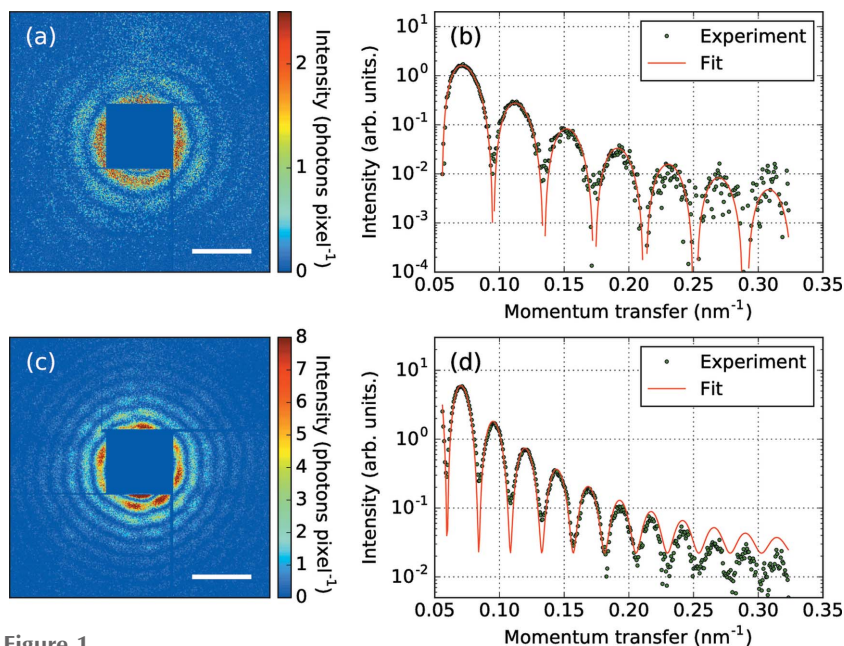 (a)
2
1
0
Intensity (photons pixel⁻¹)
(b)
Experiment
Fit
10¹
10⁰
10⁻¹
10⁻²
10⁻³
10⁻⁴
Intensity (arb. units.)
0.05 0.10 0.15 0.20 0.25 0.30 0.35
Momentum transfer (nm⁻¹)
(c)
8
7
6
5
4
3
2
1
0
Intensity (photons pixel⁻¹)
(d)
Experiment
Fit
10¹
10⁰
10⁻¹
10⁻²
Intensity (arb. units.)
0.05 0.10 0.15 0.20 0.25 0.30 0.35
Momentum transfer (nm⁻¹)
Figure 1